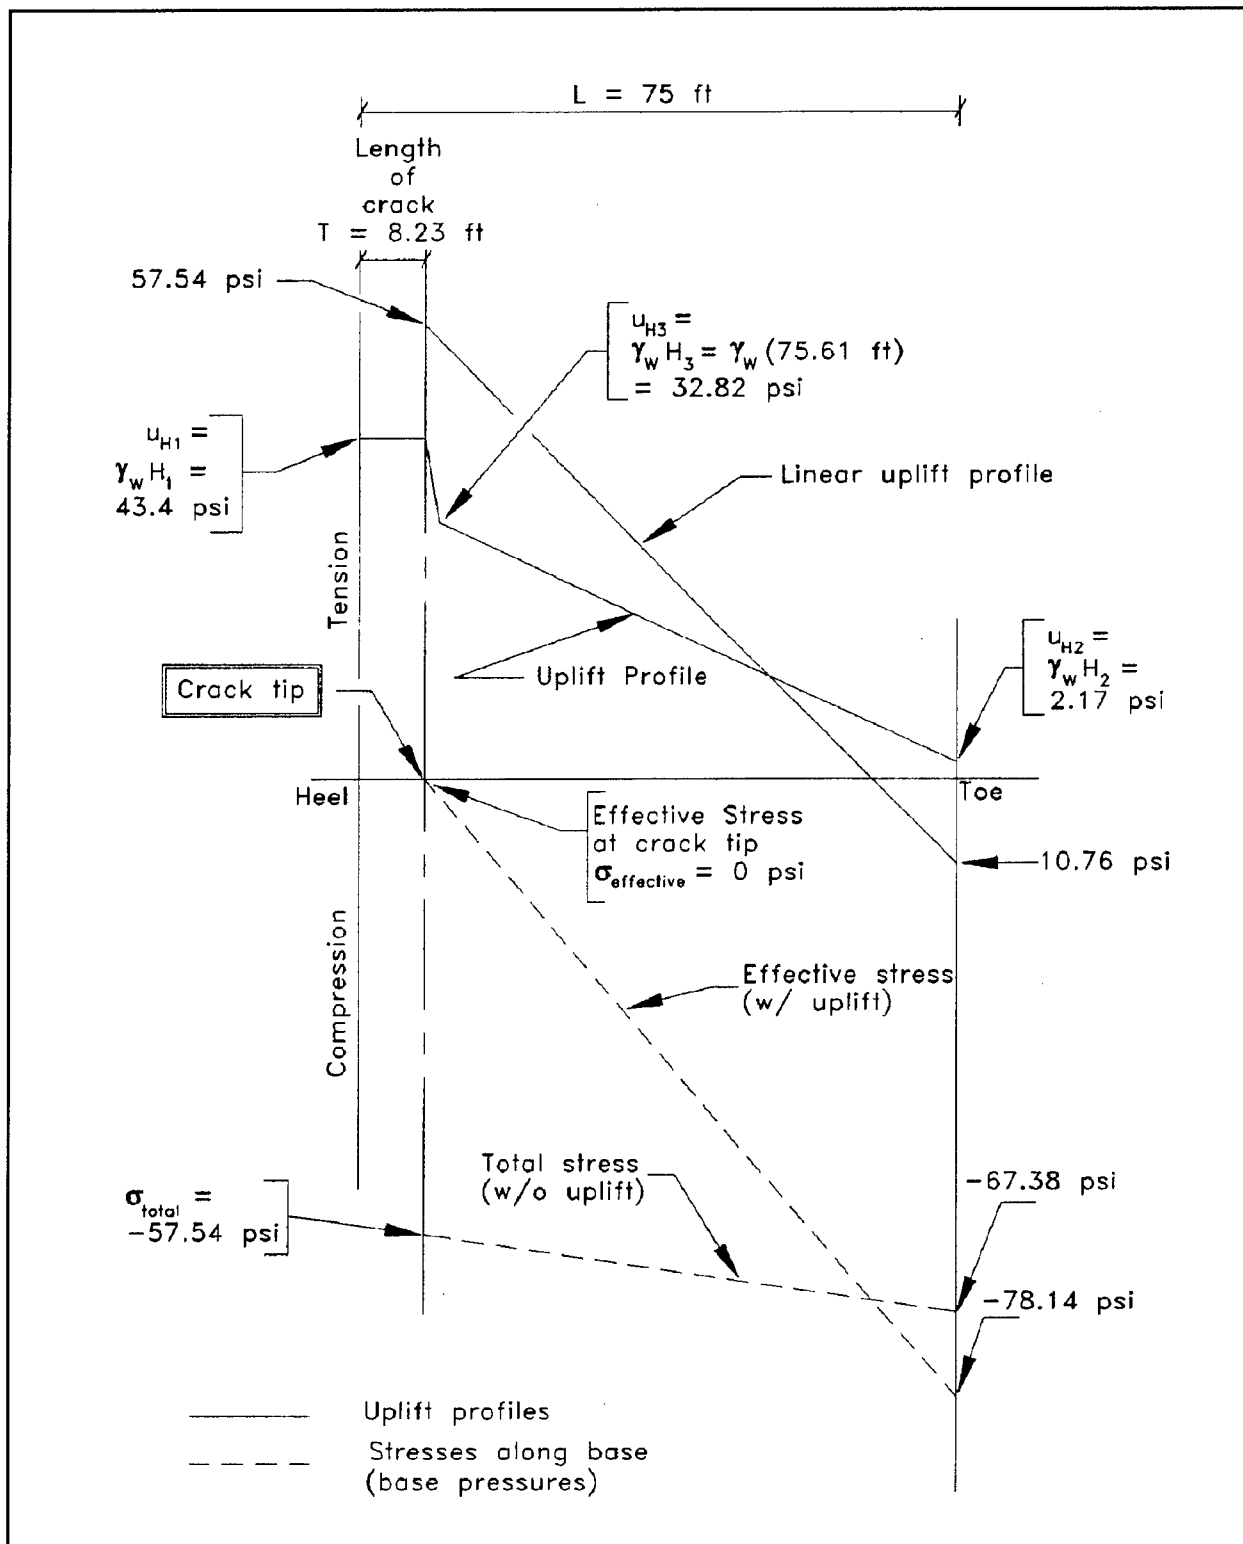 L = 75 ft
Length
of
crack
T = 8.23 ft
57.54 psi
u_H3 =
γ_w H_3 = γ_w (75.61 ft)
= 32.82 psi
u_H1 =
γ_w H_1 =
43.4 psi
Linear uplift profile
Tension
u_H2 =
γ_w H_2 =
2.17 psi
Uplift Profile
Crack tip
Heel
Toe
Effective Stress
at crack tip
σ_effective = 0 psi
10.76 psi
Compression
Effective stress
(w/ uplift)
Total stress
(w/o uplift)
-67.38 psi
σ_total =
-57.54 psi
-78.14 psi
Uplift profiles
Stresses along base
(base pressures)